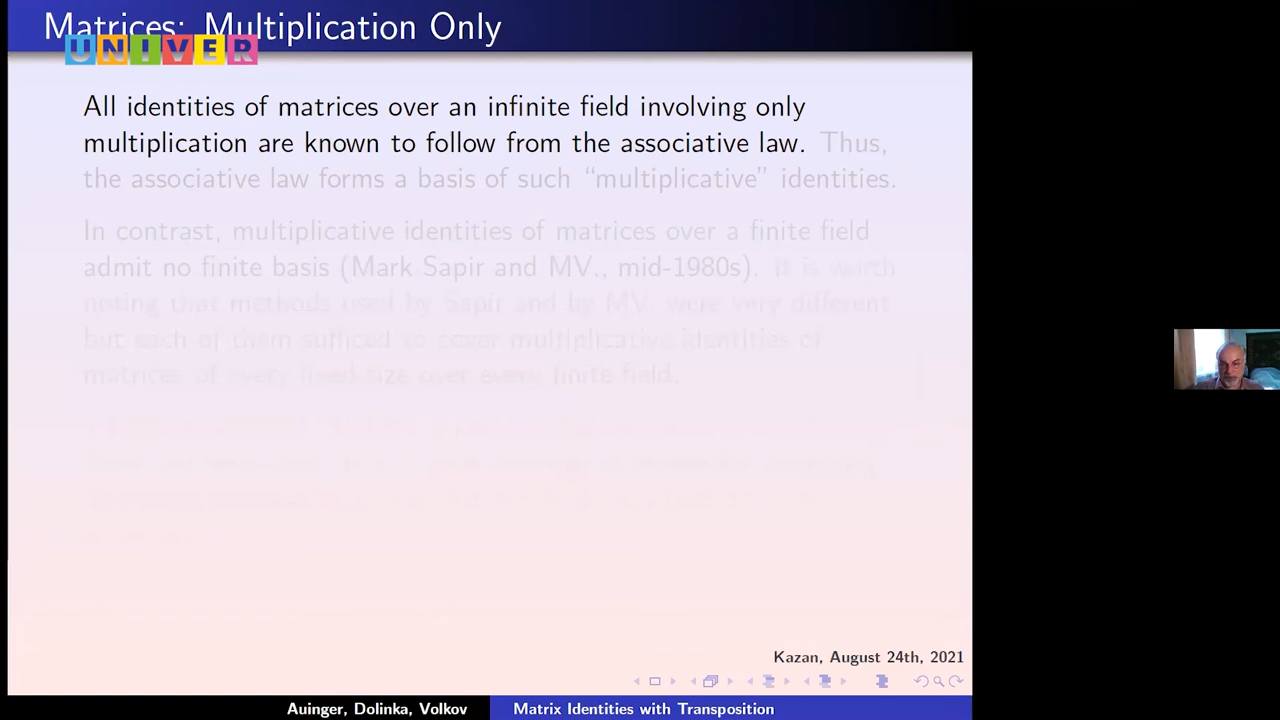 Matrices: Multiplication Only
UNIVER
All identities of matrices over an infinite field involving only
multiplication are known to follow from the associative law. Thus,
the associative law forms a basis of such “multiplicative” identities.
In contrast, multiplicative identities of matrices over a finite field
admit no finite basis (Mark Sapir and MV., mid-1980s). It is worth
noting that methods used by Sapir and by MV. were very different
but each of them sufficed to cover multiplicative identities of
matrices of every fixed size over every finite field.
Kazan, August 24th, 2021
Auinger, Dolinka, Volkov
Matrix Identities with Transposition